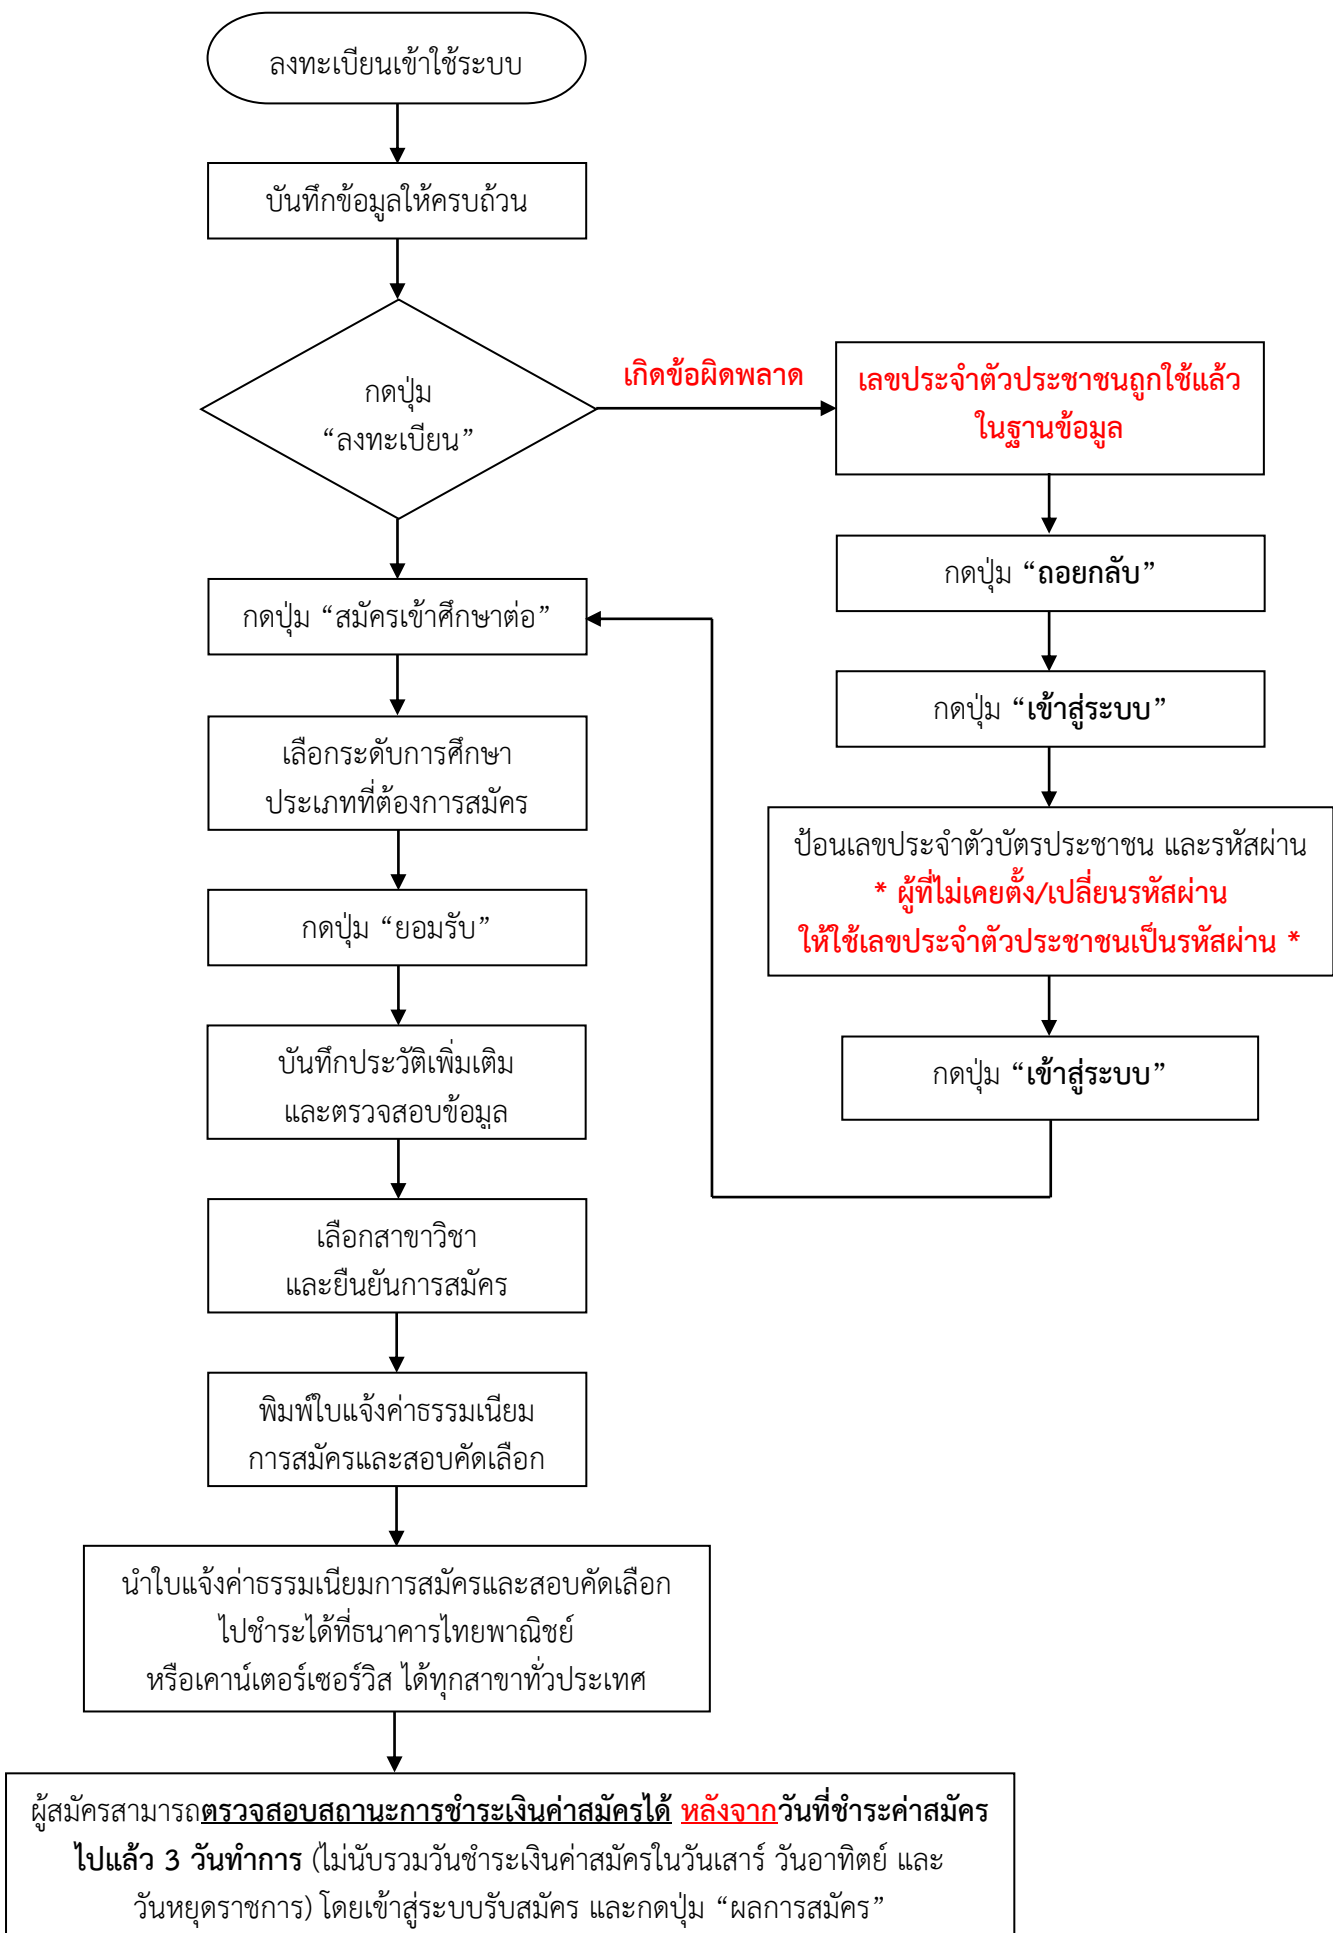 ลงทะเบียนเข้าใช้ระบบ
บันทึกข้อมูลให้ครบถ้วน
กดปุ่ม
“ลงทะเบียน”
เกิดข้อผิดพลาด
เลขประจำตัวประชาชนถูกใช้แล้ว
ในฐานข้อมูล
กดปุ่ม “ถอยกลับ”
กดปุ่ม “เข้าสู่ระบบ”
ป้อนเลขประจำตัวบัตรประชาชน และรหัสผ่าน
* ผู้ที่ไม่เคยตั้ง/เปลี่ยนรหัสผ่าน
ให้ใช้เลขประจำตัวประชาชนเป็นรหัสผ่าน *
กดปุ่ม “เข้าสู่ระบบ”
กดปุ่ม “สมัครเข้าศึกษาต่อ”
เลือกระดับการศึกษา
ประเภทที่ต้องการสมัคร
กดปุ่ม “ยอมรับ”
บันทึกประวัติเพิ่มเติม
และตรวจสอบข้อมูล
เลือกสาขาวิชา
และยืนยันการสมัคร
พิมพ์ใบแจ้งค่าธรรมเนียม
การสมัครและสอบคัดเลือก
นำใบแจ้งค่าธรรมเนียมการสมัครและสอบคัดเลือก
ไปชำระได้ที่ธนาคารไทยพาณิชย์
หรือเคาน์เตอร์เซอร์วิส ได้ทุกสาขาทั่วประเทศ
ผู้สมัครสามารถตรวจสอบสถานะการชำระเงินค่าสมัครได้ หลังจากวันที่ชำระค่าสมัคร
ไปแล้ว 3 วันทำการ (ไม่นับรวมวันชำระเงินค่าสมัครในวันเสาร์ วันอาทิตย์ และ
วันหยุดราชการ) โดยเข้าสู่ระบบรับสมัคร และกดปุ่ม “ผลการสมัคร”